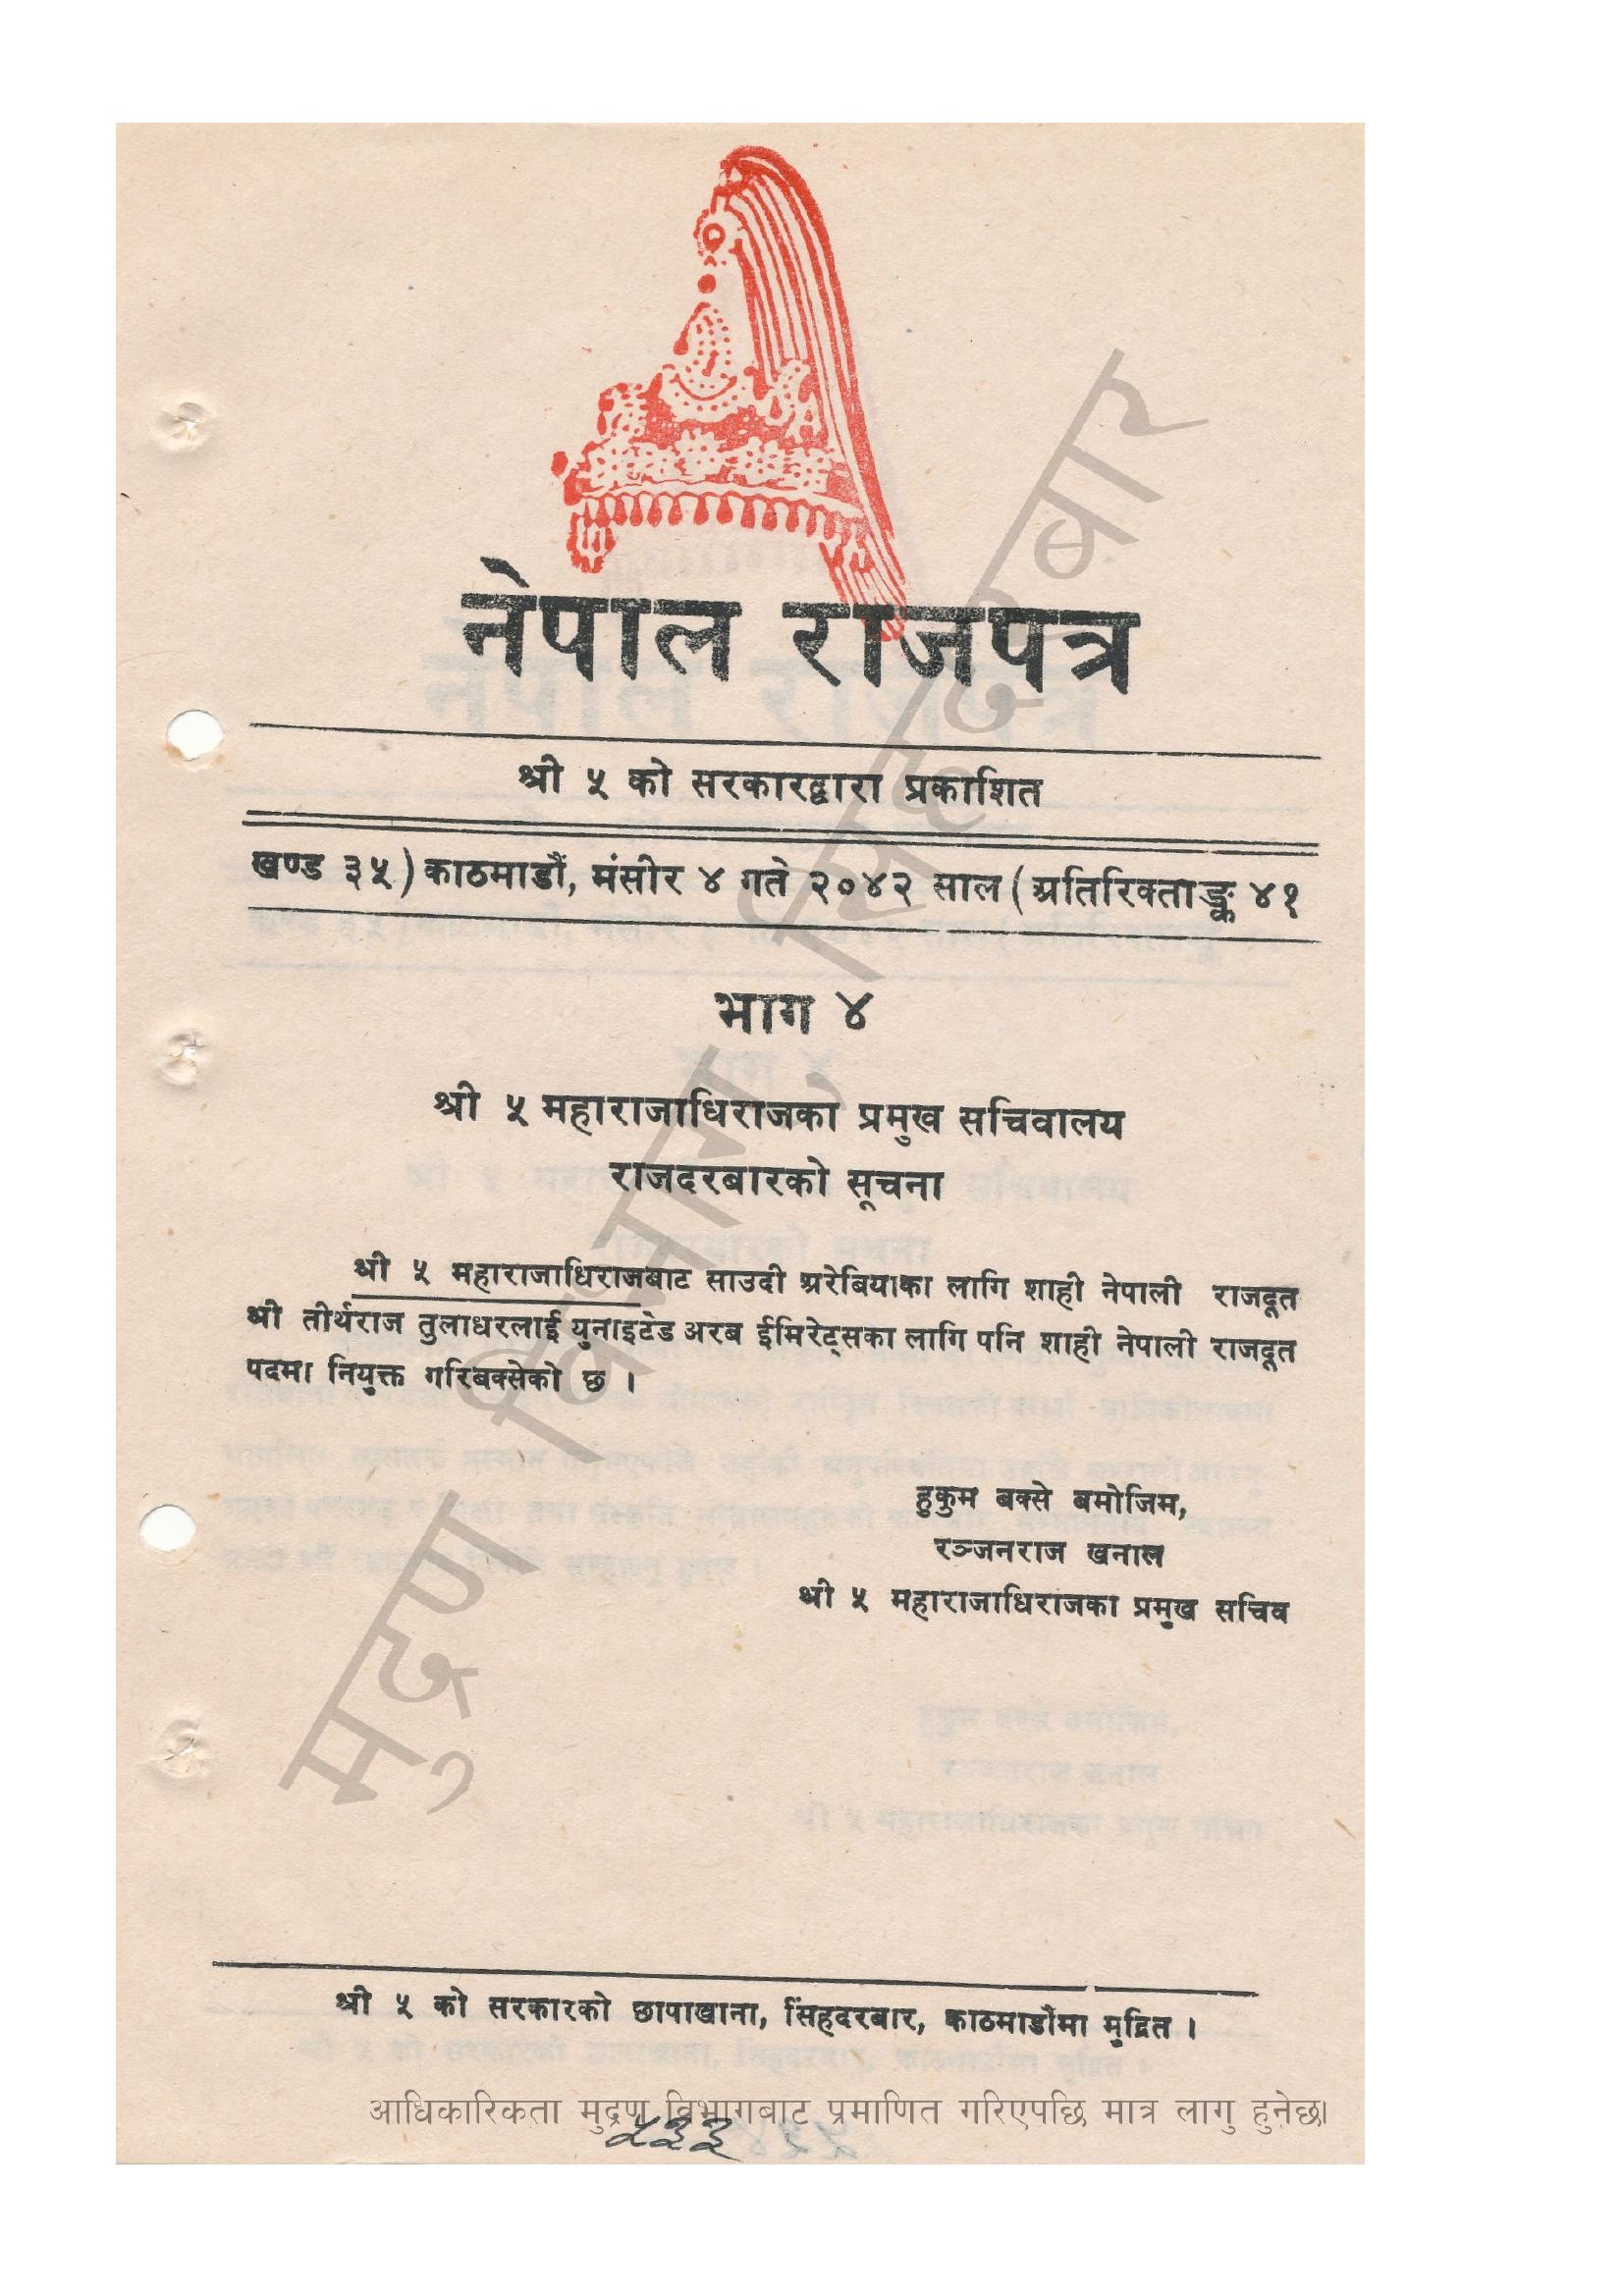 नेपाल राजपत्र
श्री ५ को सरकारद्वारा प्रकाशित
खण्ड ३५) काठमाडौं, मंसीर ४ गते २०४२ साल (अतिरिक्ताङ्क ४१
भाग ४
श्री ५ महाराजाधिराजका प्रमुख सचिवालय
राजदरबारको सूचना
श्री ५ महाराजाधिराजबाट साउदी अरेबियाका लागि शाही नेपाली राजदूत
श्री तीर्थराज तुलाधरलाई युनाइटेड अरब ईमिरेट्सका लागि पनि शाही नेपाली राजदूत
पदमा नियुक्त गरिबक्सेको छ ।
हुकुम बक्से बमोजिम,
रञ्जनराज खनाल
श्री ५ महाराजाधिराजका प्रमुख सचिव
श्री ५ को सरकारको छापाखाना, सिंहदरबार, काठमाडौंमा मुद्रित ।
आधिकारिकता मुद्रण विभागबाट प्रमाणित गरिएपछि मात्र लागु हुनेछ।
५३३
मुद्रण विभाग, सिंहदरबार